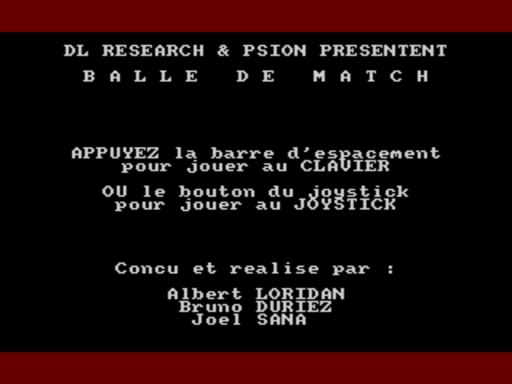 DL RESEARCH & PSION PRESENTENT
B A L L E   D E   M A T C H
APPUYEZ la barre d'espacement
pour jouer au CLAVIER
OU le bouton du joystick
pour jouer au JOYSTICK
Concu et realise par :
Albert LORIDAN
Bruno DURIEZ
Joel SANA